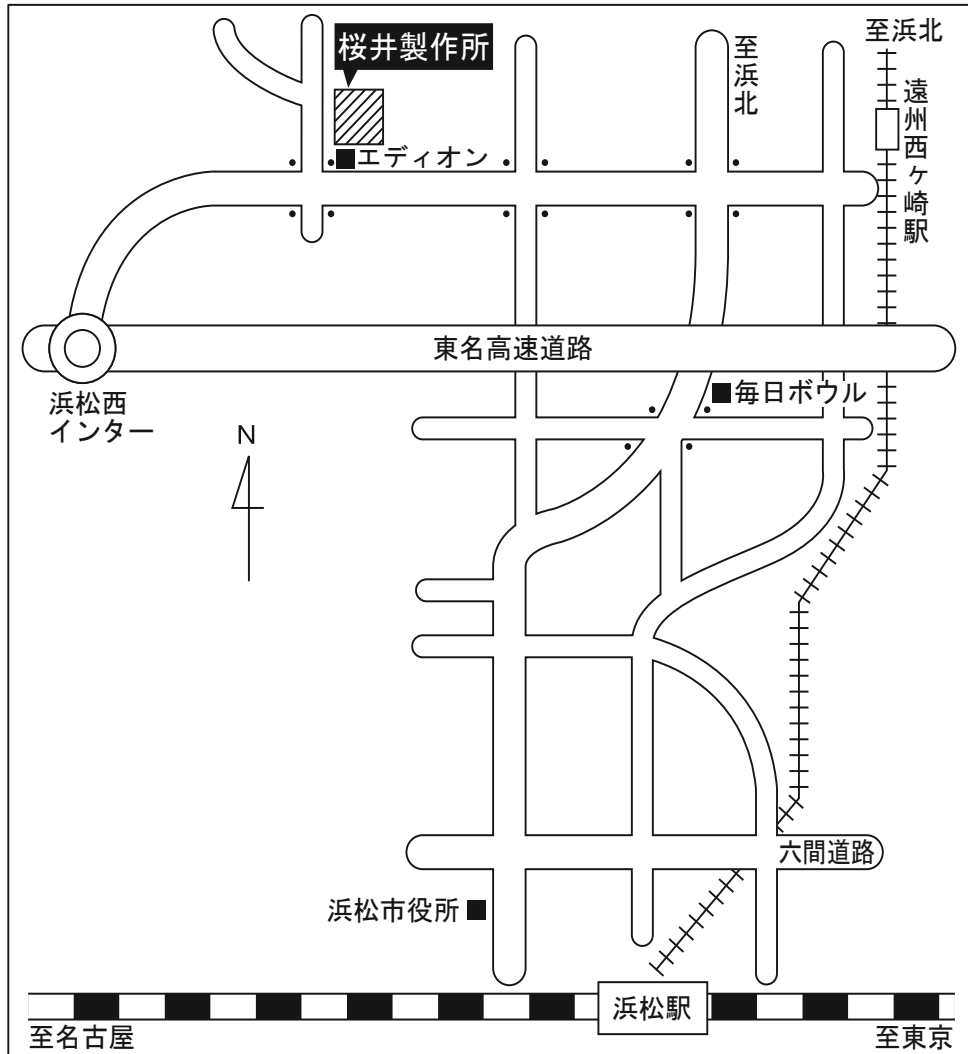 至浜北
桜井製作所
至浜北
遠州西ヶ崎駅
エディオン
東名高速道路
浜松西
インター
毎日ボウル
N
六間道路
浜松市役所
浜松駅
至名古屋
至東京